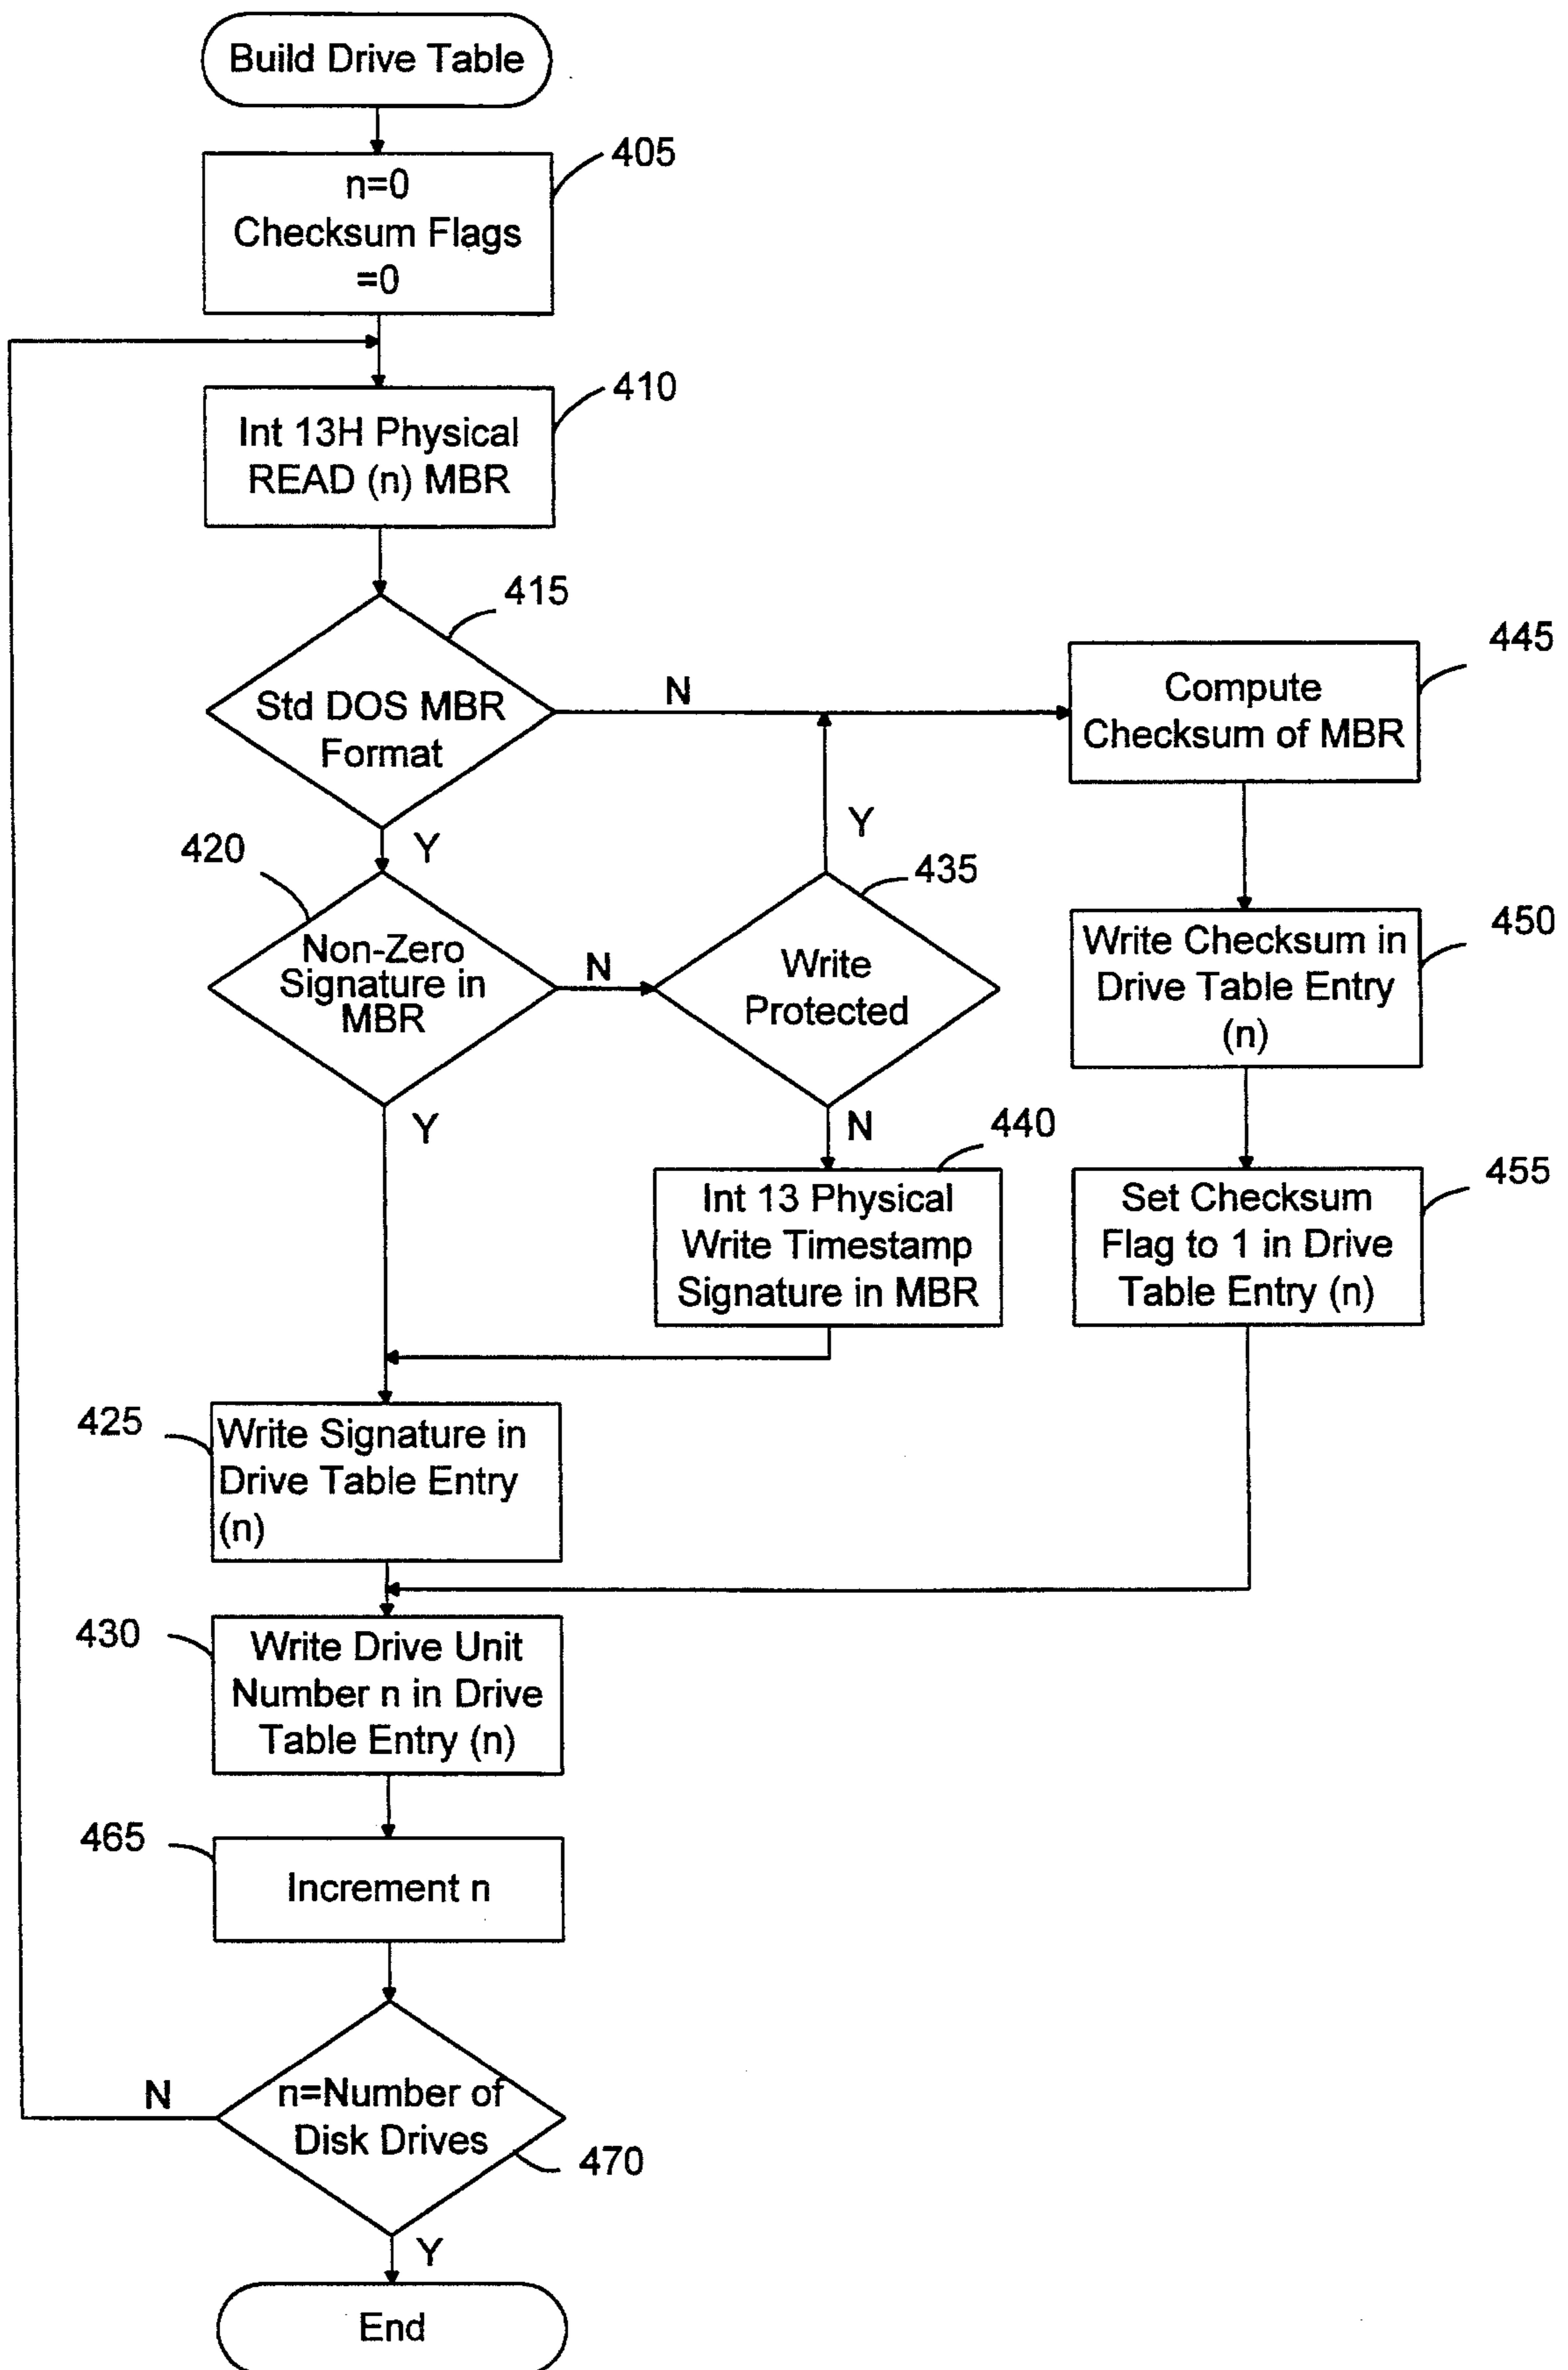 Build Drive Table
405
n=0
Checksum Flags
=0
410
Int 13H Physical
READ (n) MBR
415
Std DOS MBR
Format
N
445
Compute
Checksum of MBR
Y
420
Non-Zero
Signature in
MBR
N
Y
435
Write
Protected
450
Write Checksum in
Drive Table Entry
(n)
Y
N
440
Int 13 Physical
Write Timestamp
Signature in MBR
455
Set Checksum
Flag to 1 in Drive
Table Entry (n)
425
Write Signature in
Drive Table Entry
(n)
430
Write Drive Unit
Number n in Drive
Table Entry (n)
465
Increment n
N
n=Number of
Disk Drives
470
Y
End